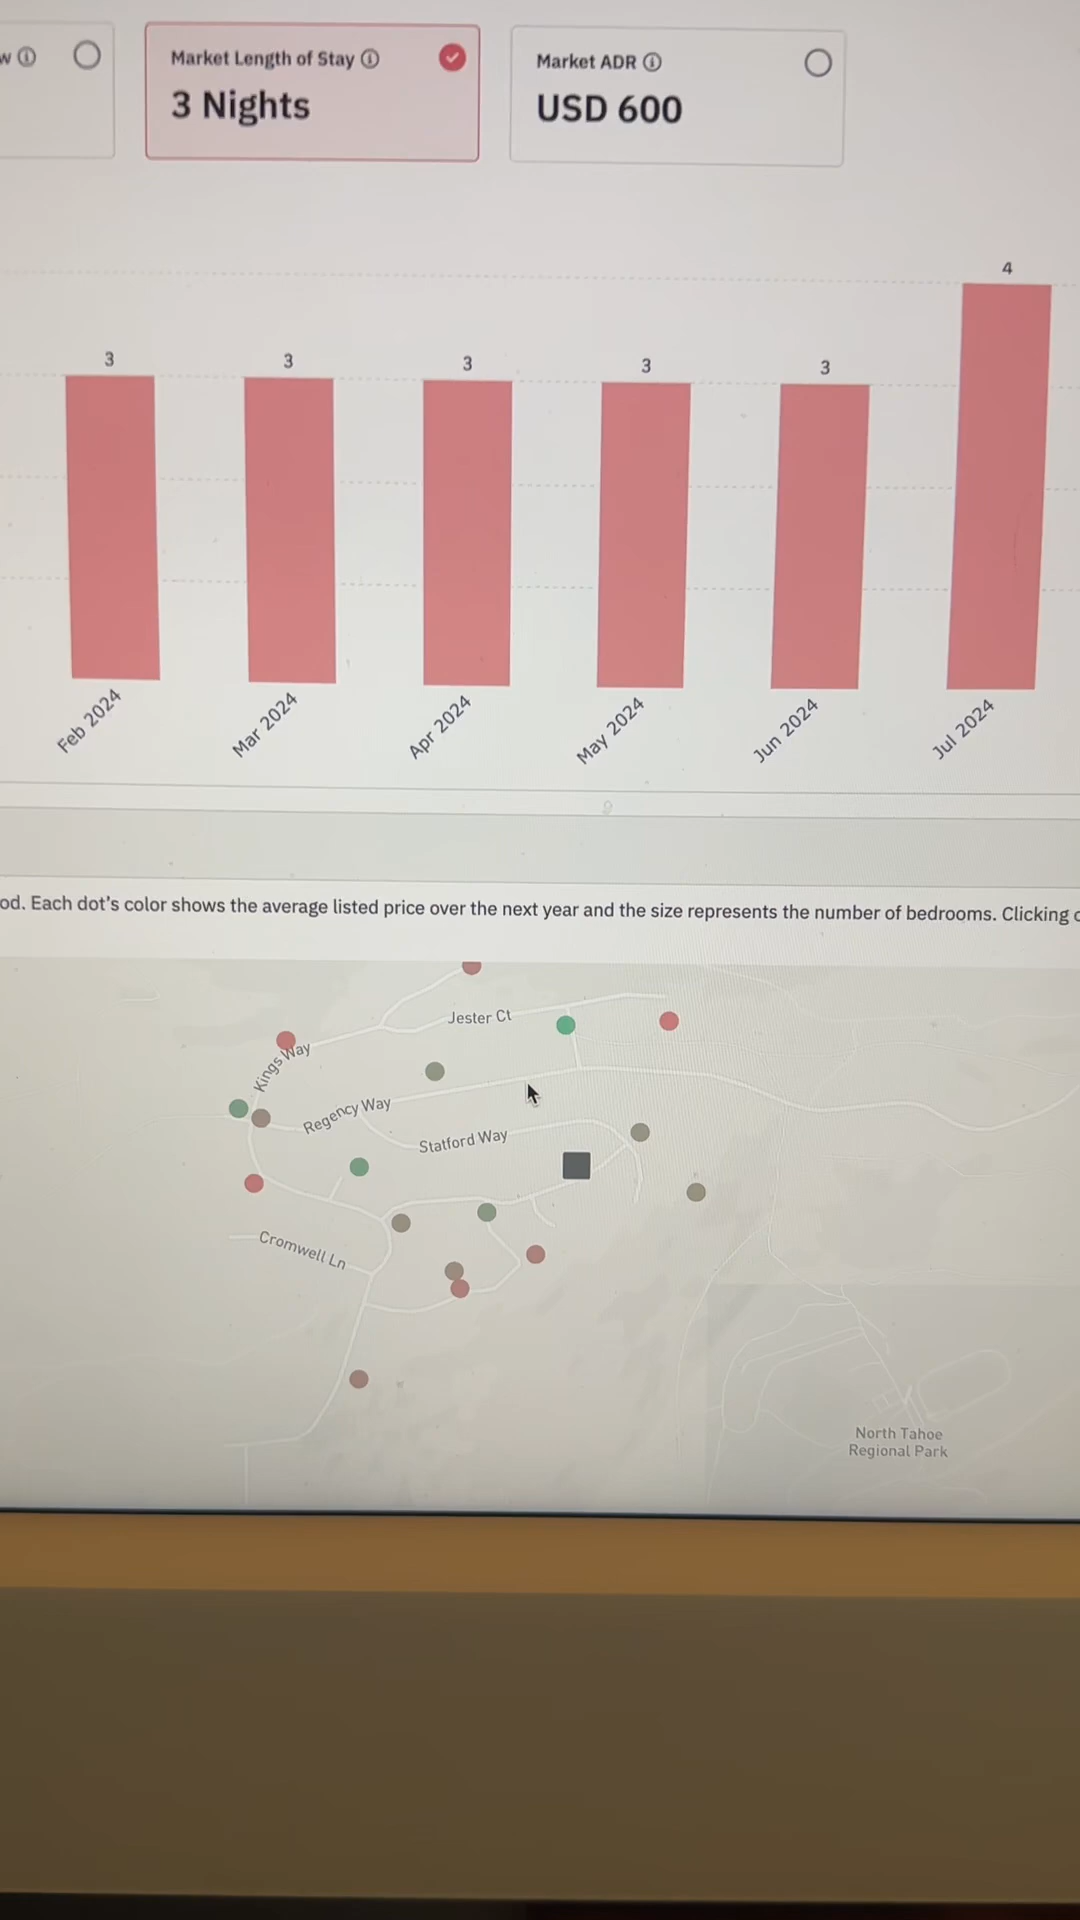 w
Market Length of Stay
3 Nights
Market ADR
USD 600
3
3
3
3
3
4
Feb 2024
Mar 2024
Apr 2024
May 2024
Jun 2024
Jul 2024
od. Each dot's color shows the average listed price over the next year and the size represents the number of bedrooms. Clicking
Jester Ct
Kings Way
Regency Way
Statford Way
Cromwell Ln
North Tahoe
Regional Park